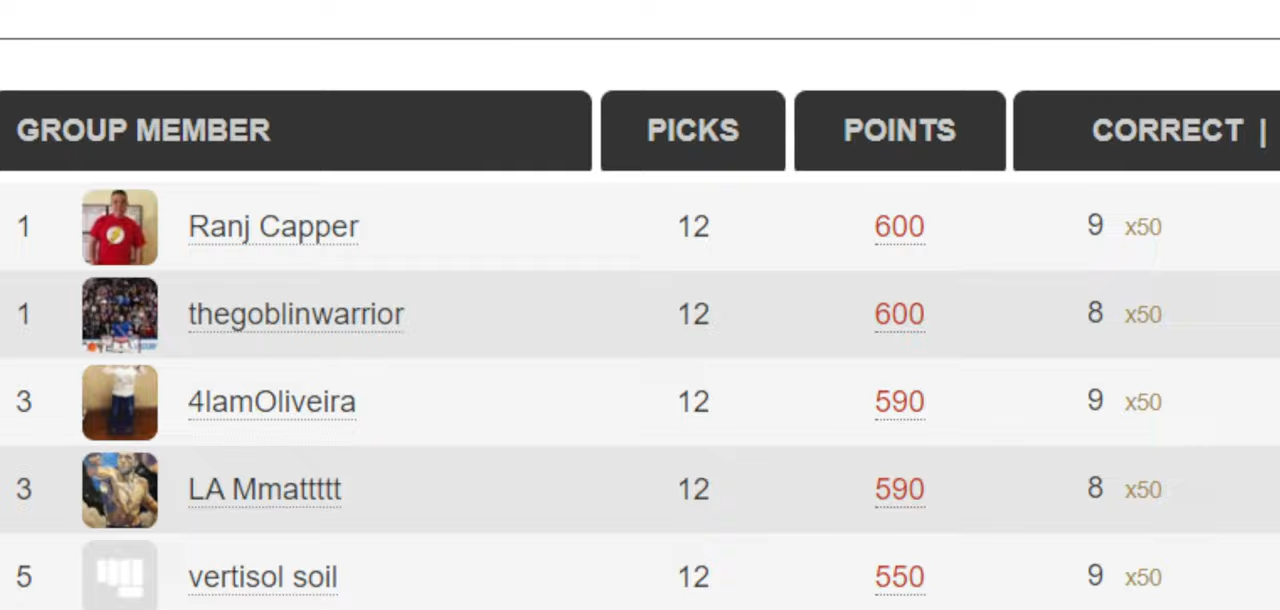 GROUP MEMBER PICKS POINTS CORRECT |
1 Ranj Capper 12 600 9 x50
1 thegoblinwarrior 12 600 8 x50
3 4lamOliveira 12 590 9 x50
3 LA Mmattttt 12 590 8 x50
5 vertisol soil 12 550 9 x50